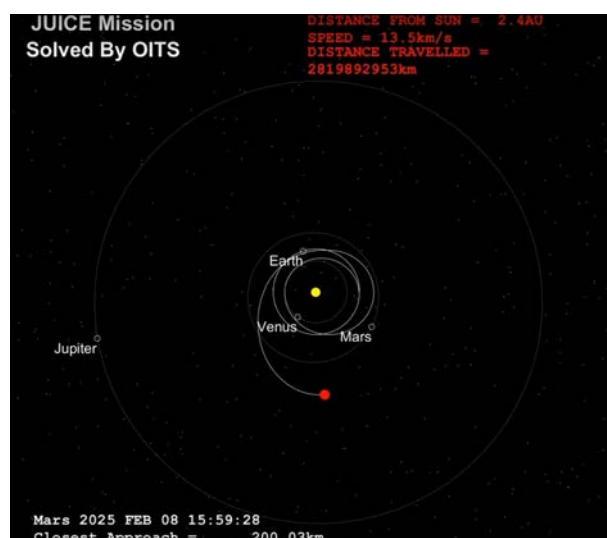 JUICE Mission
Solved By OITS
DISTANCE FROM SUN = 2.4AU
SPEED = 13.5km/s
DISTANCE TRAVELLED =
2819892953km
Earth
Venus
Mars
Jupiter
Mars 2025 FEB 08 15:59:28
Closest Approach = 200.03km